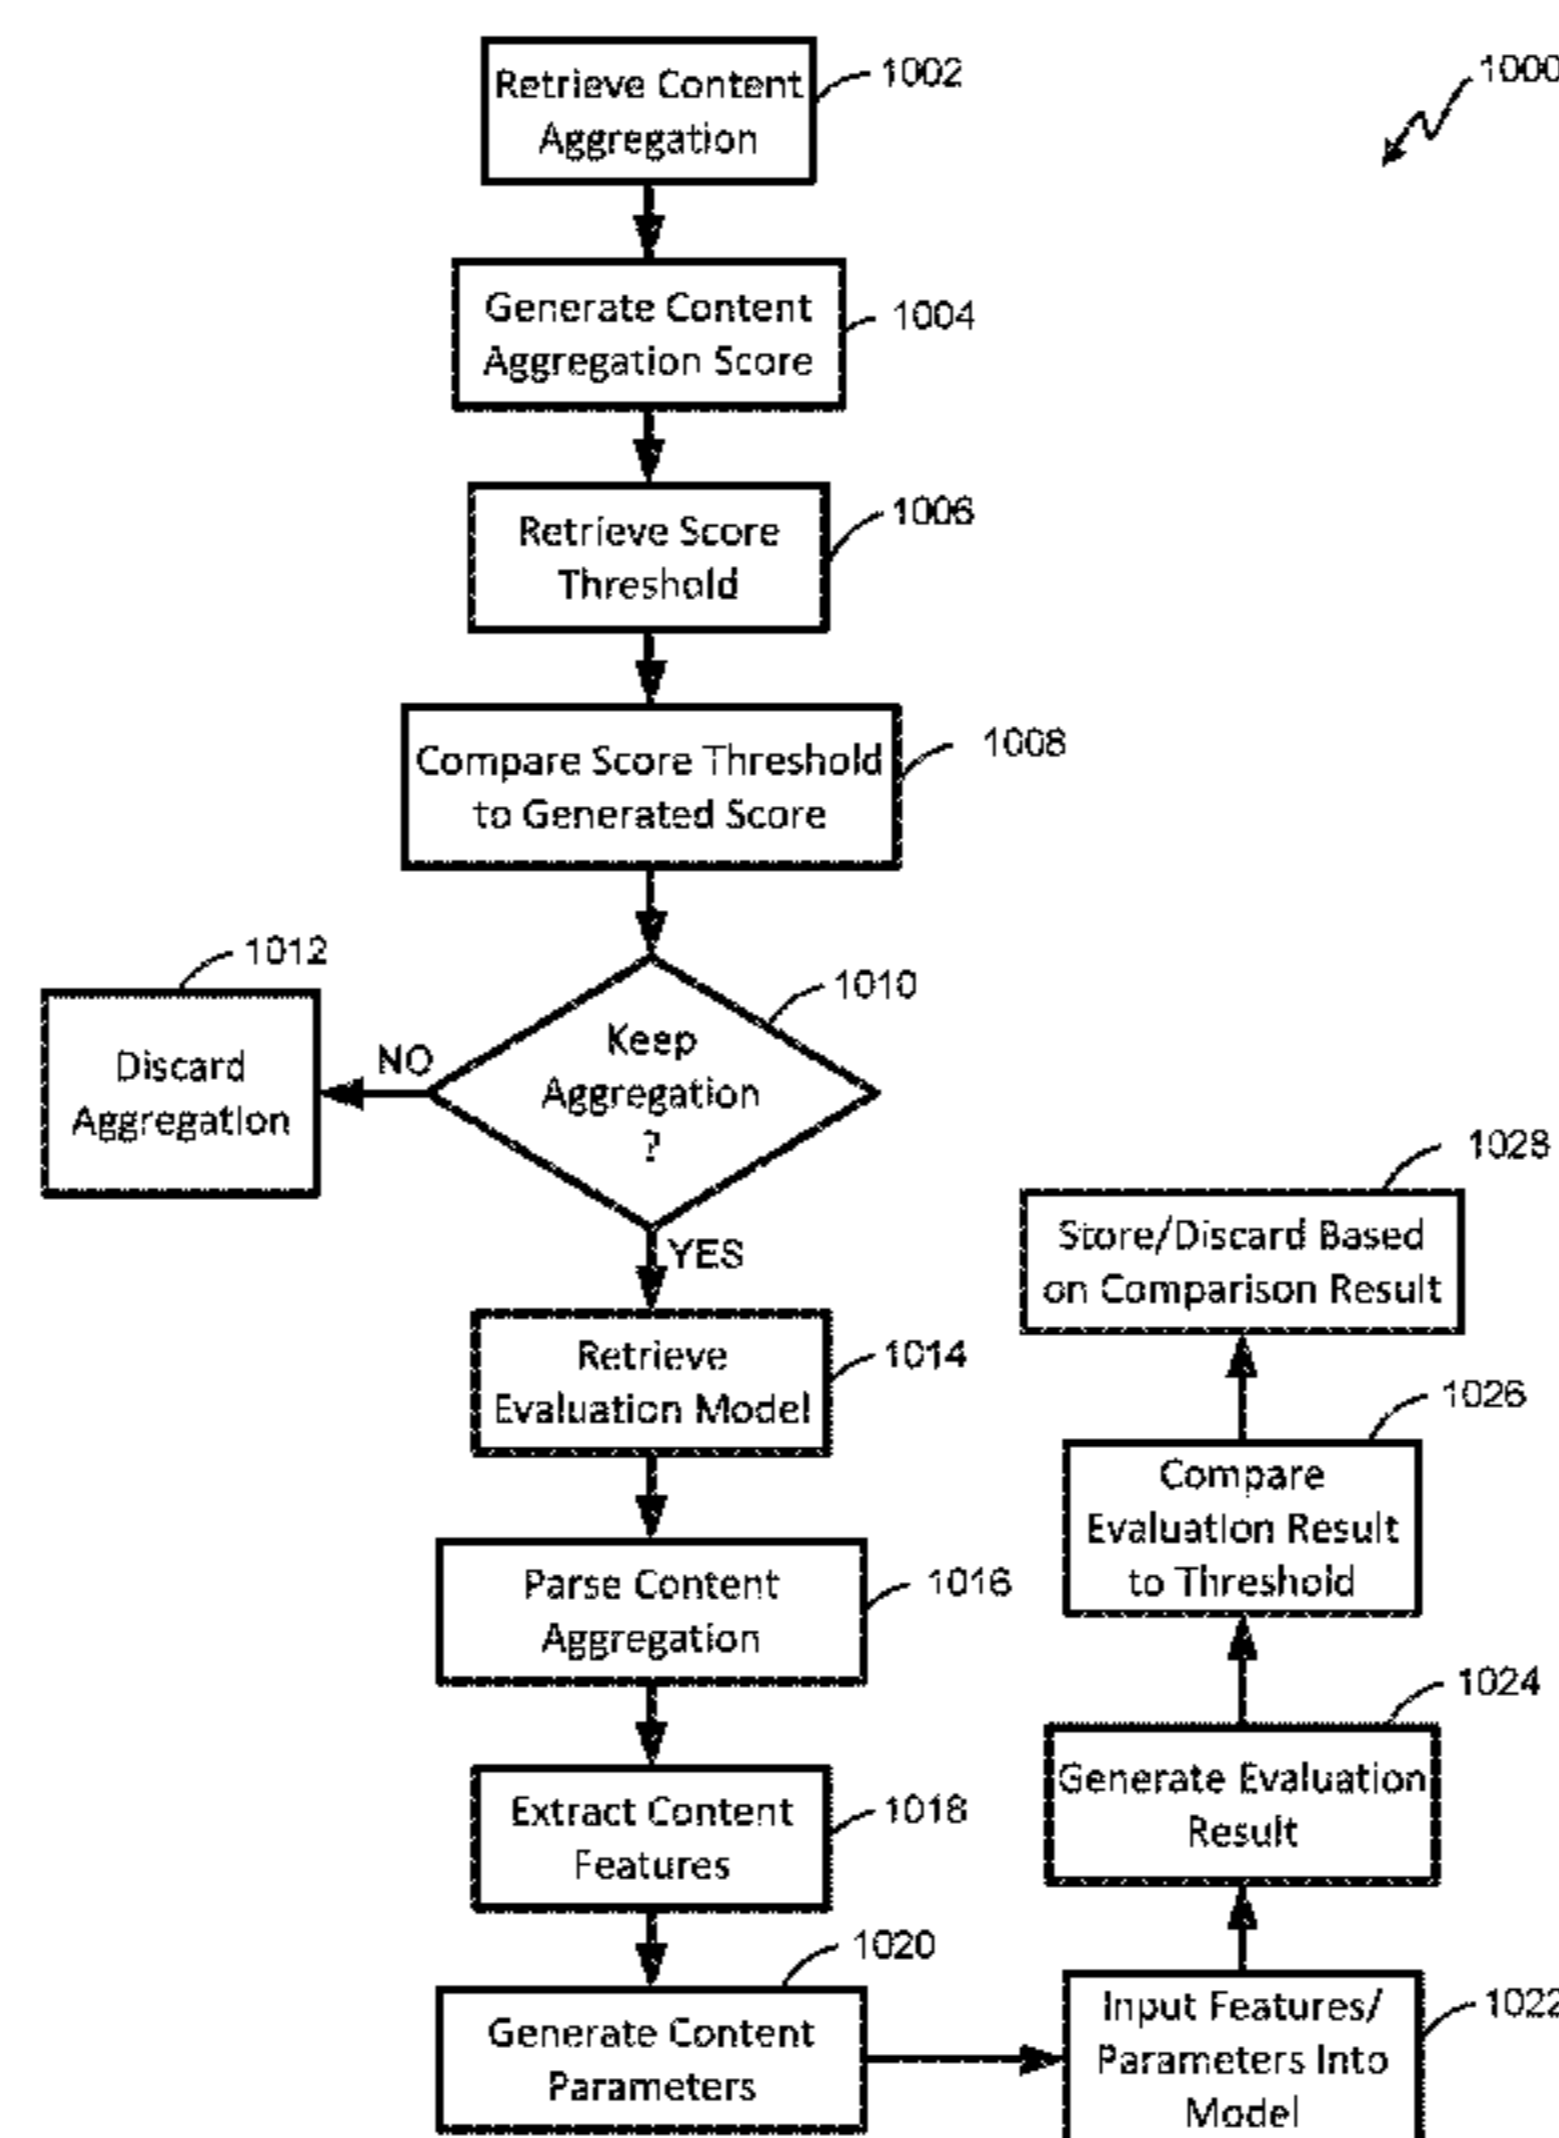 1000
Retrieve Content
Aggregation
1002
Generate Content
Aggregation Score
1004
Retrieve Score
Threshold
1006
Compare Score Threshold
to Generated Score
1008
Keep
Aggregation
?
1010
NO
Discard
Aggregation
1012
YES
Retrieve
Evaluation Model
1014
Parse Content
Aggregation
1016
Extract Content
Features
1018
Generate Content
Parameters
1020
Input Features/
Parameters Into
Model
1022
Generate Evaluation
Result
1024
Compare
Evaluation Result
to Threshold
1026
Store/Discard Based
on Comparison Result
1028